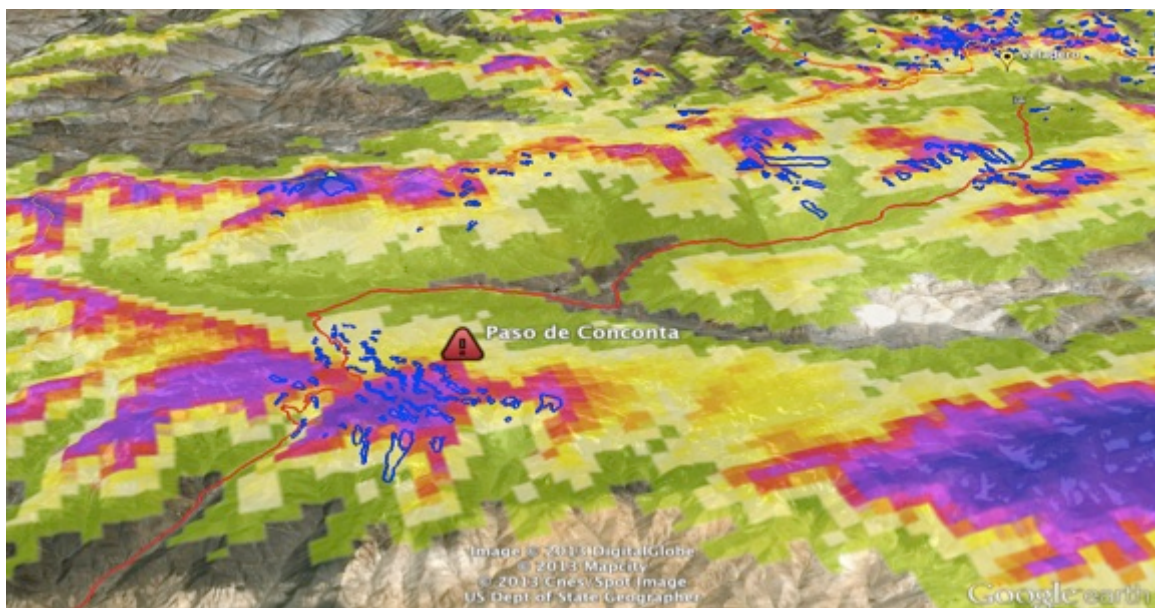 Veladero
Paso de Conconta
Image © 2013 DigitalGlobe
© 2013 Mapcity
© 2013 Cnes/Spot Image
US Dept of State Geographer
Google earth